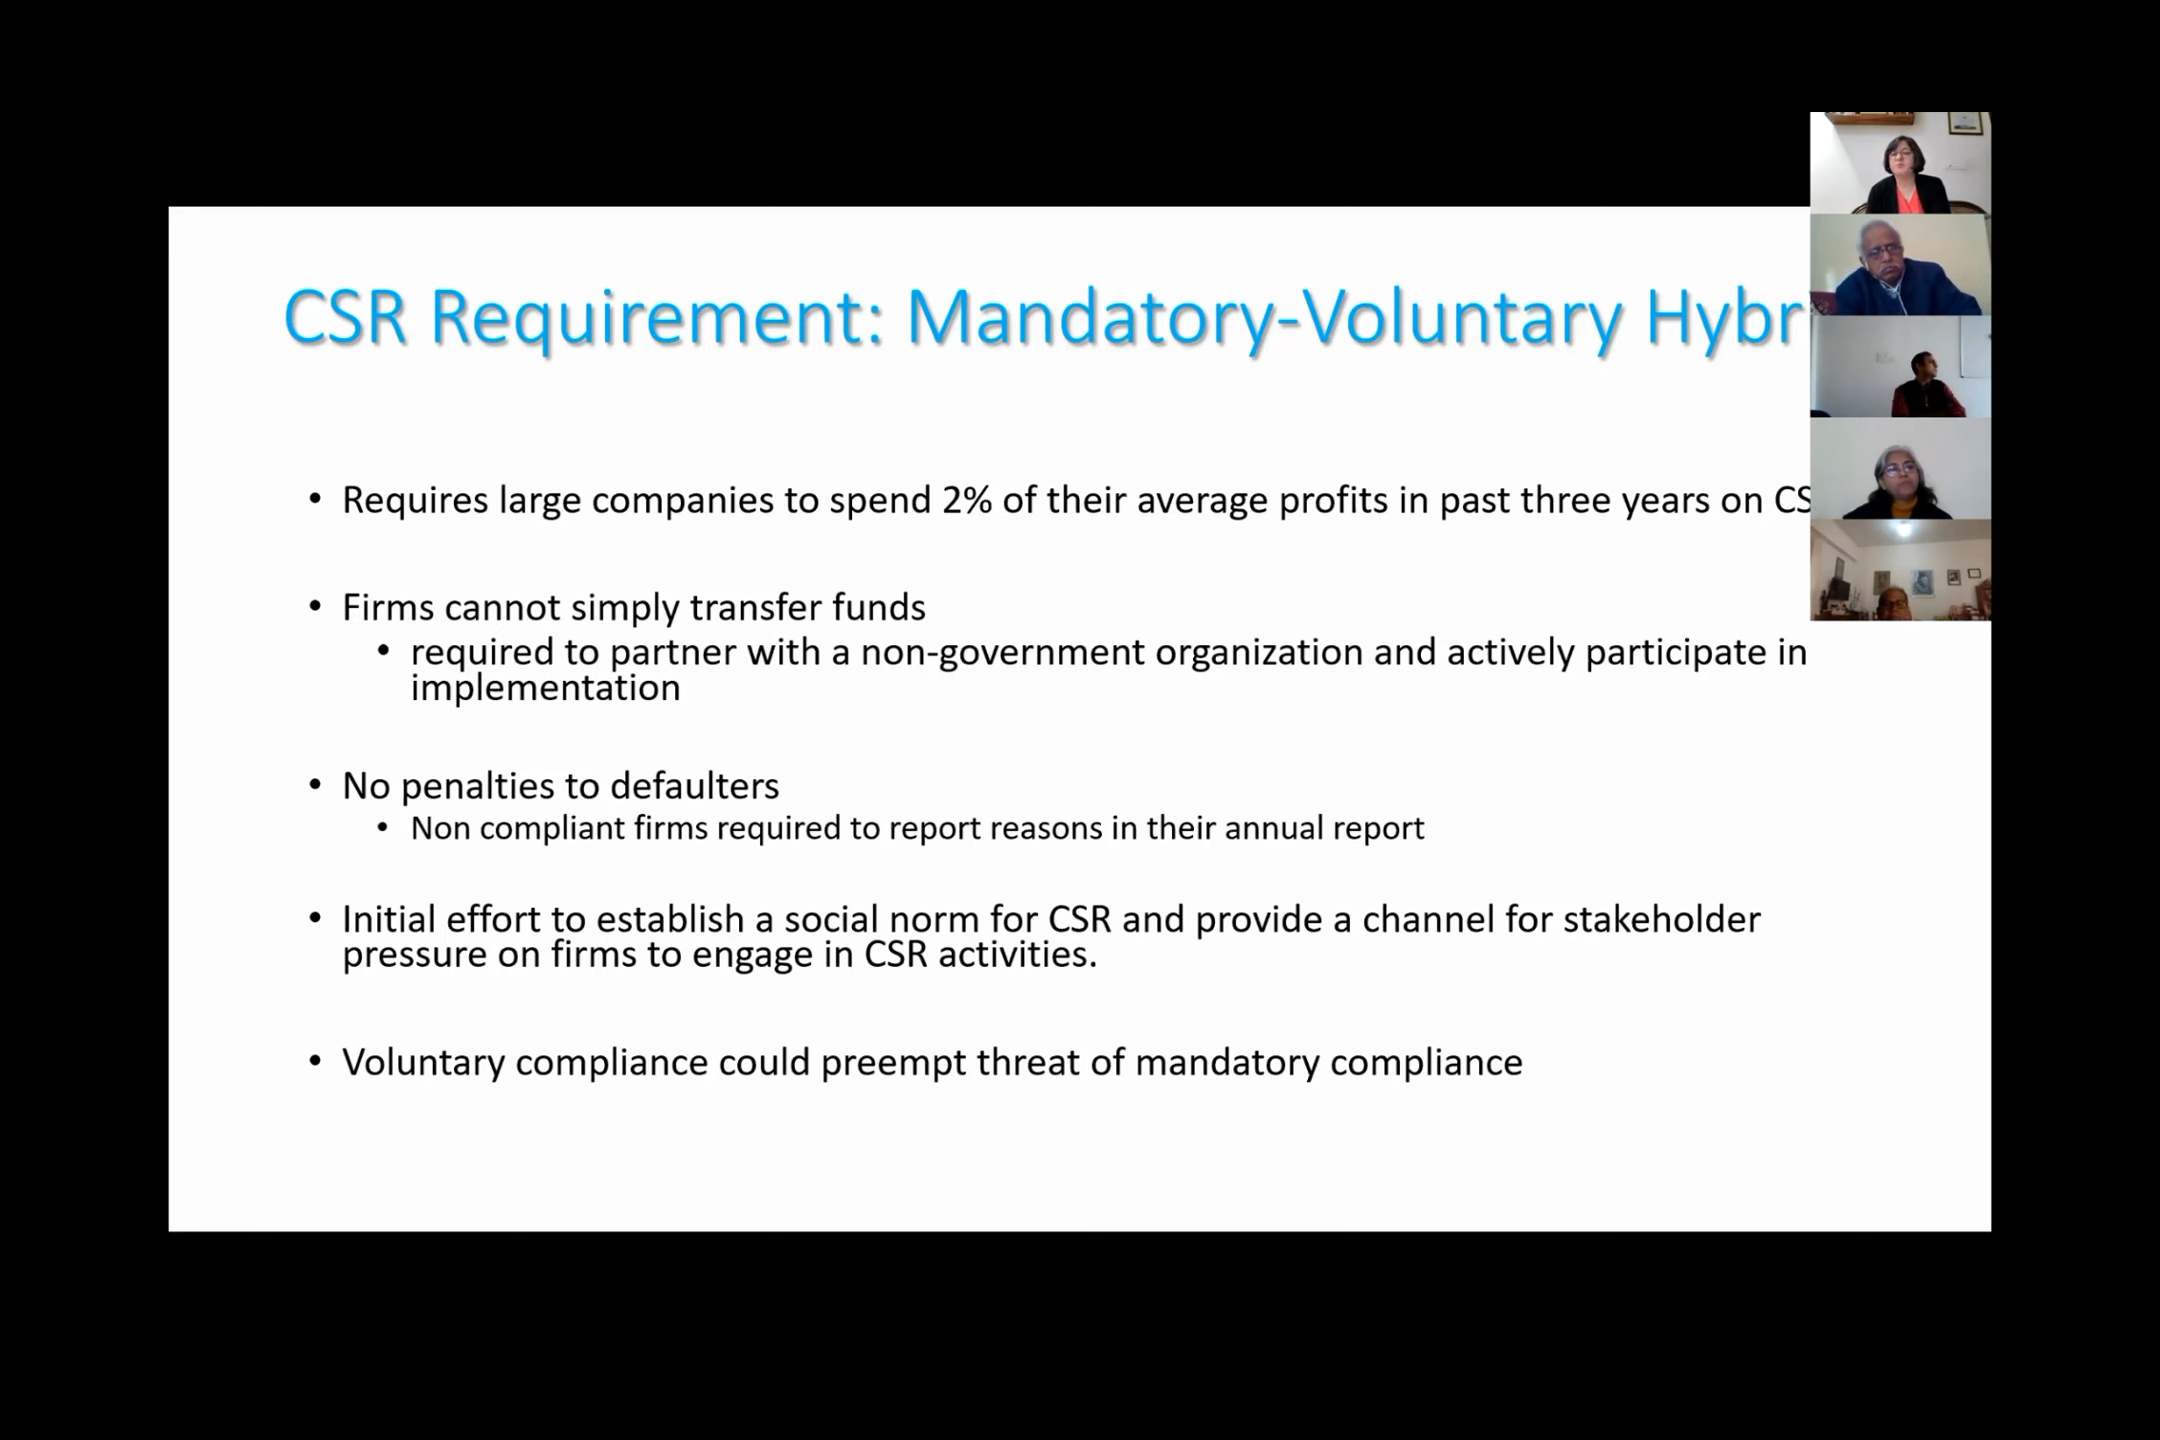 CSR Requirement: Mandatory-Voluntary Hybr
• Requires large companies to spend 2% of their average profits in past three years on CS
• Firms cannot simply transfer funds
• required to partner with a non-government organization and actively participate in
implementation
• No penalties to defaulters
• Non compliant firms required to report reasons in their annual report
• Initial effort to establish a social norm for CSR and provide a channel for stakeholder
pressure on firms to engage in CSR activities.
• Voluntary compliance could preempt threat of mandatory compliance